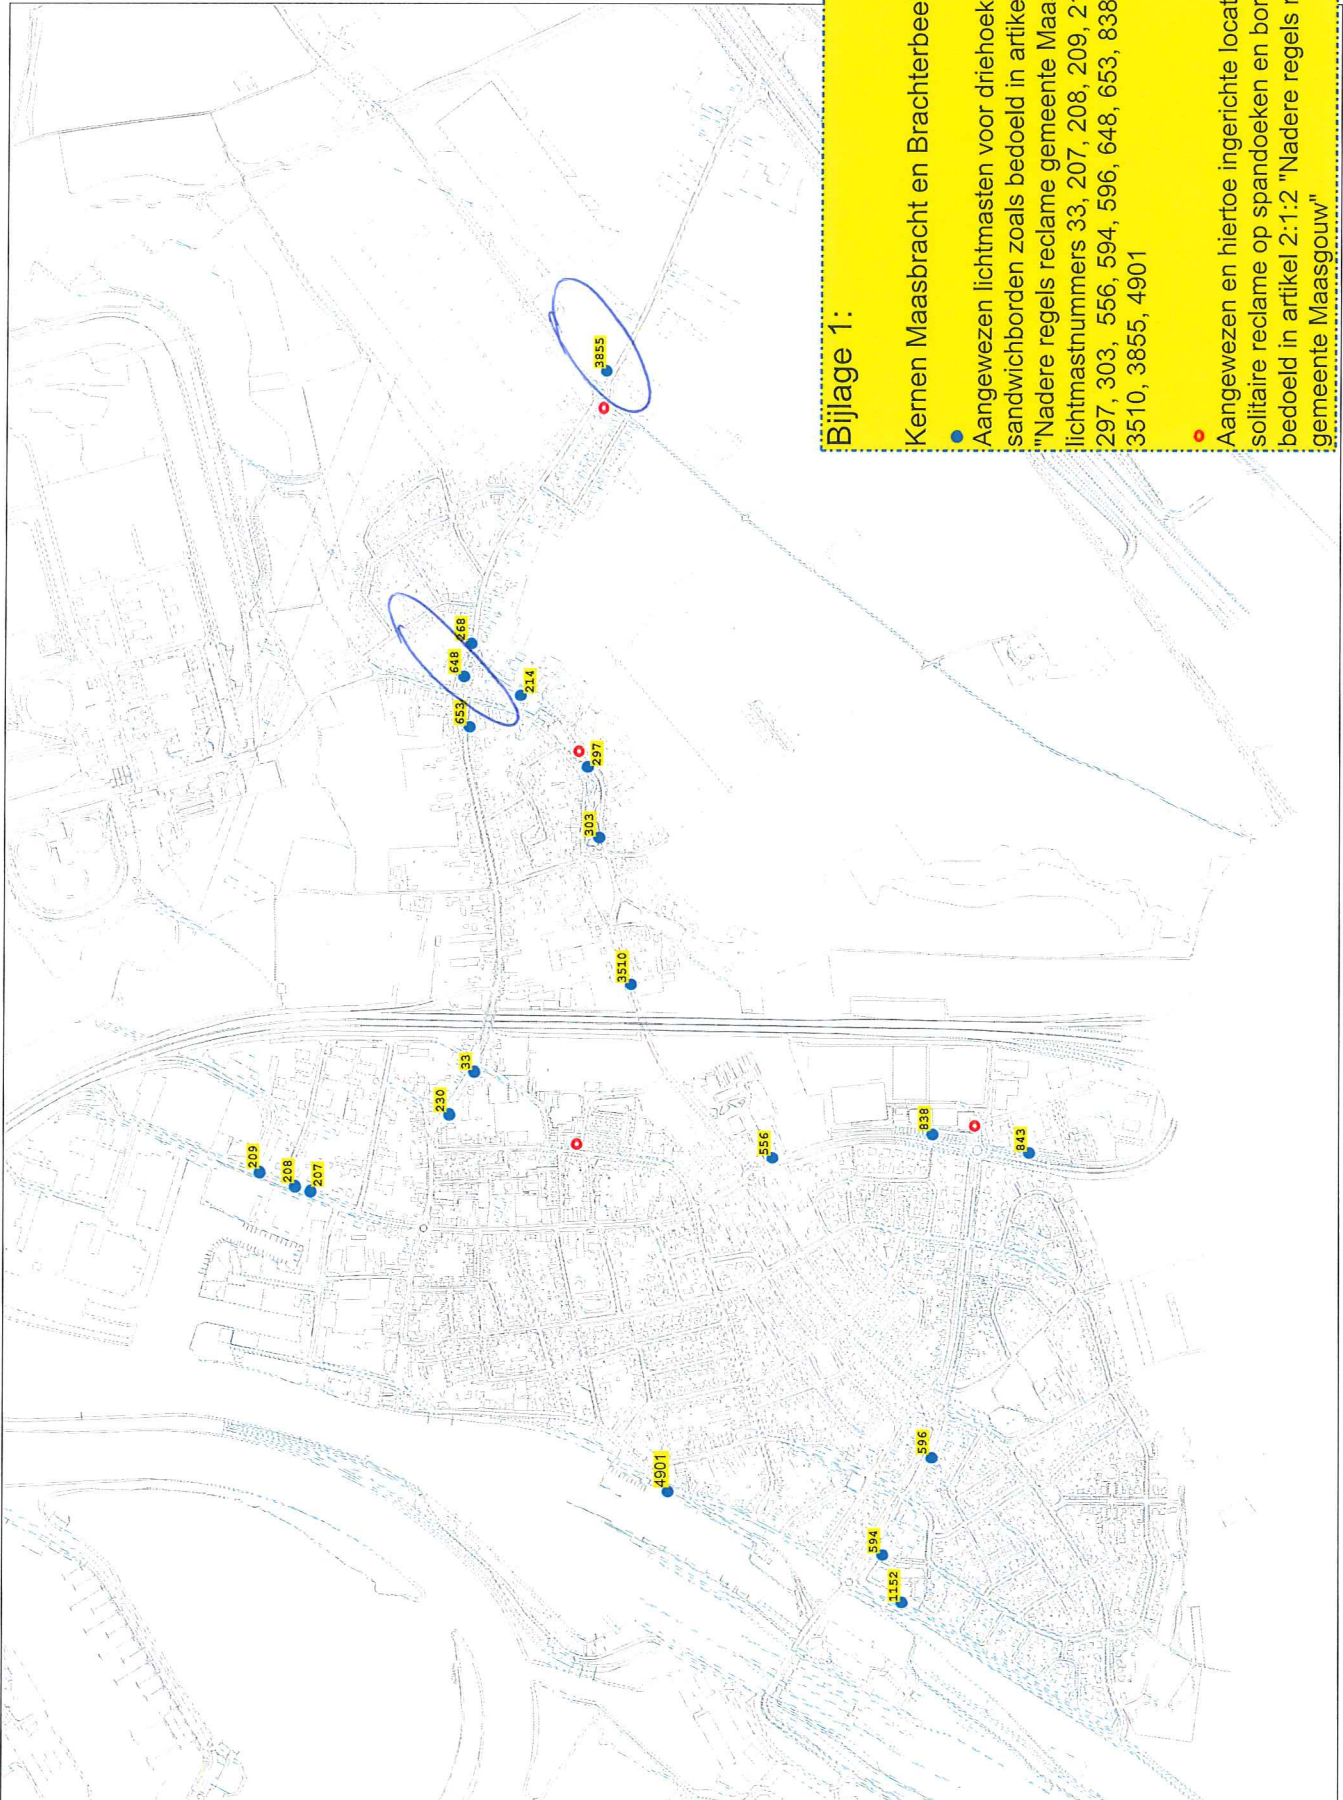 Bijlage 1:
Kernen Maasbracht en Brachterbee
Aangewezen lichtmasten voor driehoek
sandwichborden zoals bedoeld in artike
"Nadere regels reclame gemeente Maa
lichtmastnummers 33, 207, 208, 209, 21
297, 303, 556, 594, 596, 648, 653, 838
3510, 3855, 4901
Aangewezen en hiertoe ingerichte locat
solitaire reclame op spandoeken en bor
bedoeld in artikel 2:1:2 "Nadere regels r
gemeente Maasgouw"
3855
268
648
653
214
297
303
3510
33
230
209
208
207
556
838
843
4901
596
594
1152